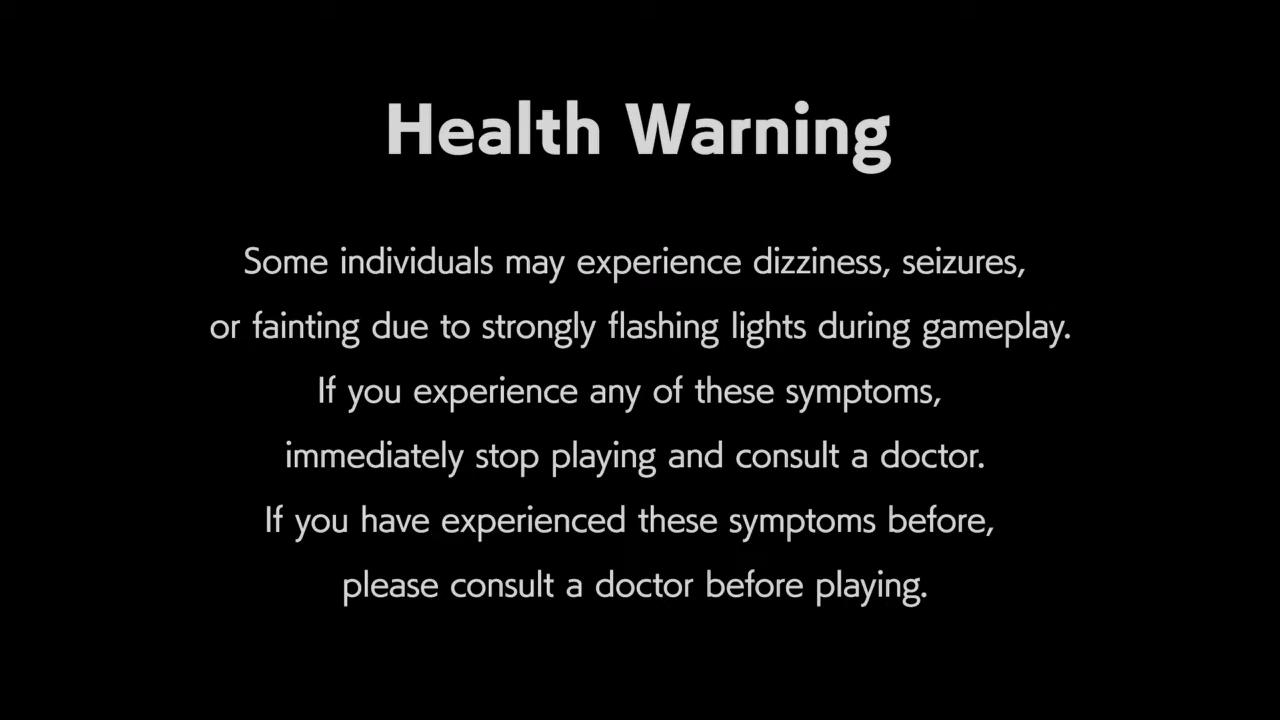 Health Warning
Some individuals may experience dizziness, seizures,
or fainting due to strongly flashing lights during gameplay.
If you experience any of these symptoms,
immediately stop playing and consult a doctor.
If you have experienced these symptoms before,
please consult a doctor before playing.